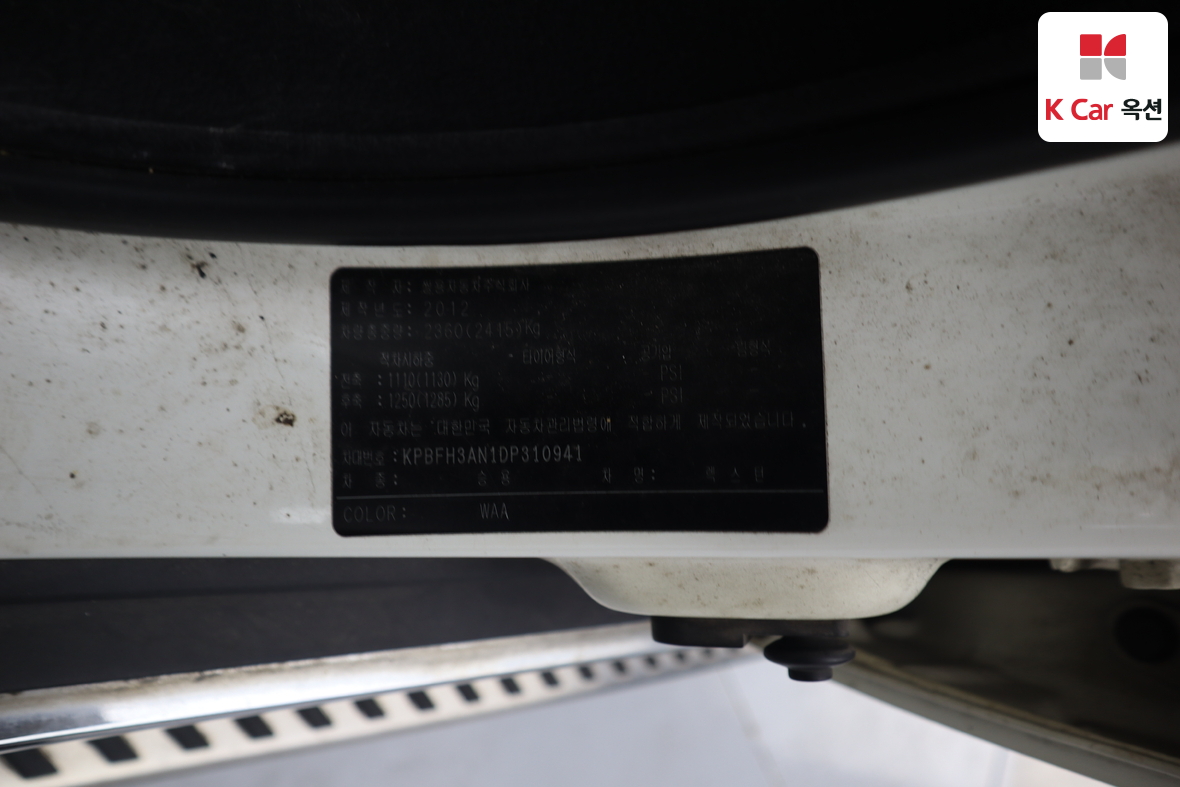 K Car 옥션
제 작 자 : 쌍용자동차주식회사
제작년도 : 2012
차량총중량 : 2360(2415)Kg
적차시하중 타이어형식 공기압 림형식
전축 : 1110(1130) Kg PSI
후축 : 1250(1285) Kg PSI
이 자동차는 대한민국 자동차관리법령에 적합하게 제작되었습니다.
차대번호 : KPBFH3AN1DP310941
차 종 : 승 용 차 명 : 렉 스 턴
COLOR : WAA